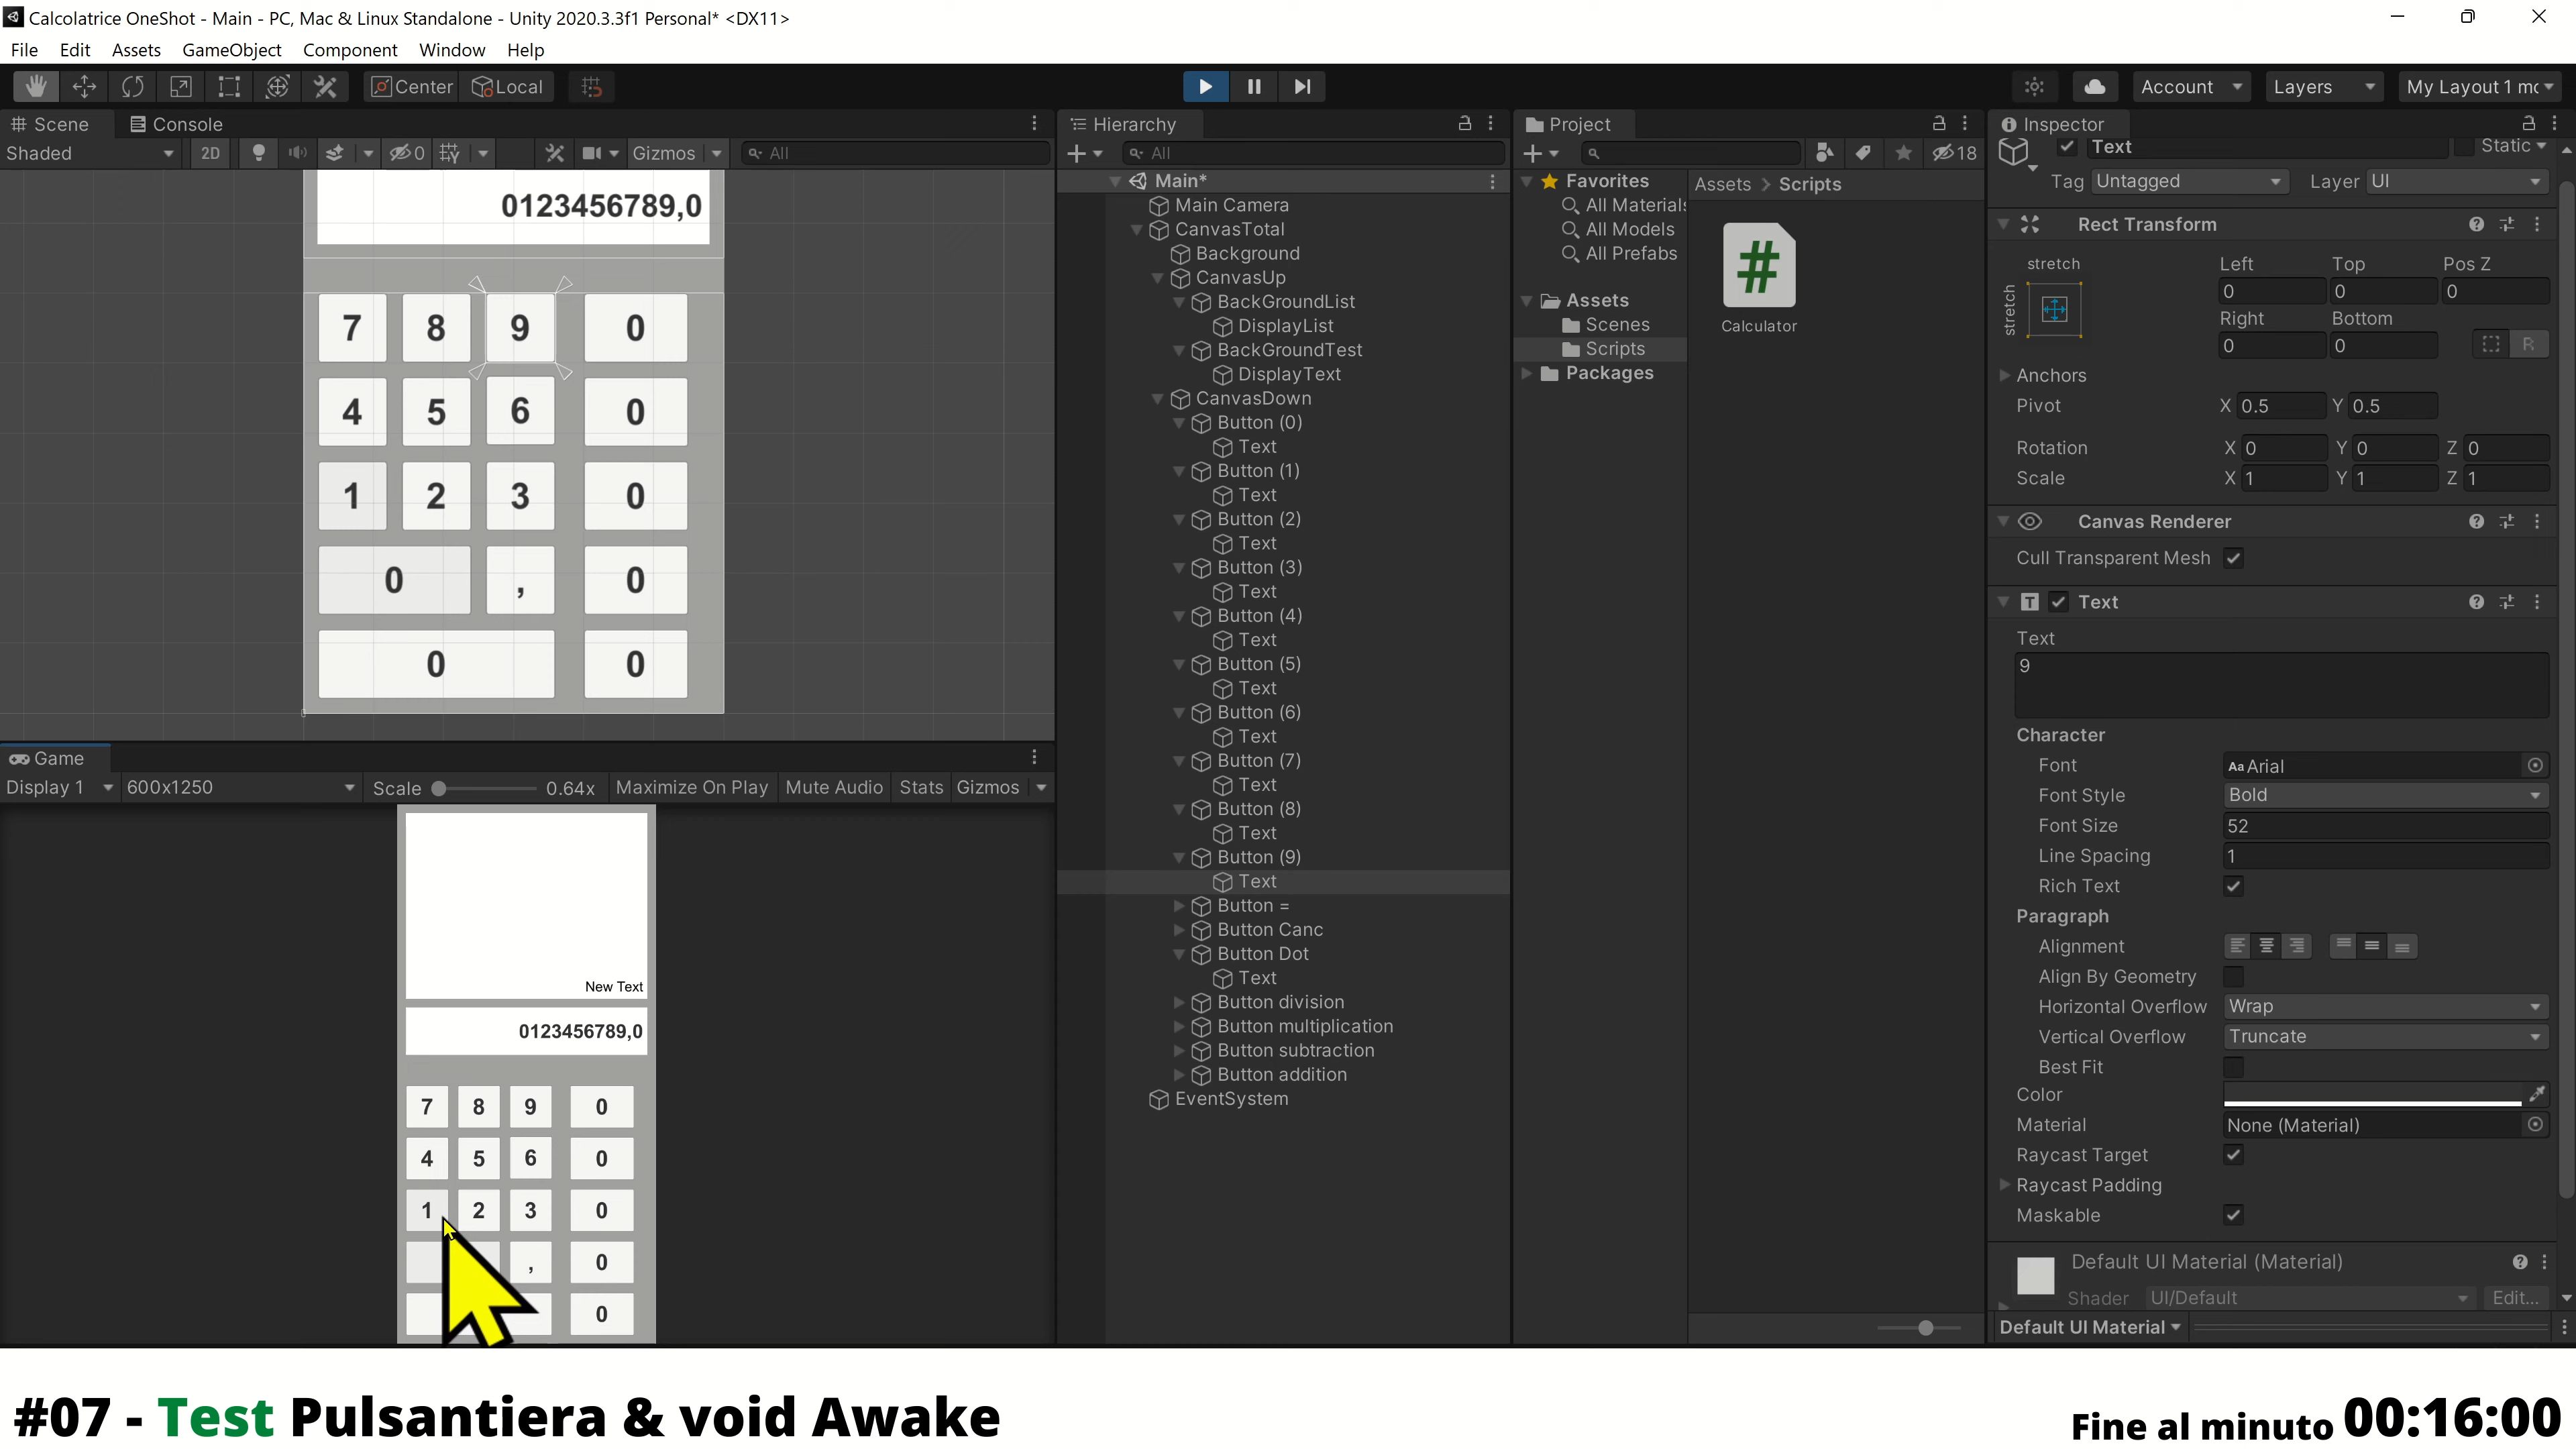 Calcolatrice OneShot - Main - PC, Mac & Linux Standalone - Unity 2020.3.3f1 Personal* <DX11>
File Edit Assets GameObject Component Window Help
Center Local Account Layers My Layout 1 mc
Scene Console
Shaded 2D 0 Gizmos All
0123456789,0
7 8 9 0
4 5 6 0
1 2 3 0
0 , 0
0 0
Game
Display 1 600x1250 Scale 0.64x Maximize On Play Mute Audio Stats Gizmos
New Text
0123456789,0
7 8 9 0
4 5 6 0
1 2 3 0
, 0
0
Hierarchy
All
Main*
Main Camera
CanvasTotal
Background
CanvasUp
BackGroundList
DisplayList
BackGroundTest
DisplayText
CanvasDown
Button (0)
Text
Button (1)
Text
Button (2)
Text
Button (3)
Text
Button (4)
Text
Button (5)
Text
Button (6)
Text
Button (7)
Text
Button (8)
Text
Button (9)
Text
Button =
Button Canc
Button Dot
Text
Button division
Button multiplication
Button subtraction
Button addition
EventSystem
Project
18
Favorites
All Materials
All Models
All Prefabs
Assets
Scenes
Scripts
Packages
Assets > Scripts
#
Calculator
Inspector
Text Static
Tag Untagged Layer UI
Rect Transform
stretch Left Top Pos Z
stretch 0 0 0
Right Bottom
0 0 R
Anchors
Pivot X 0.5 Y 0.5
Rotation X 0 Y 0 Z 0
Scale X 1 Y 1 Z 1
Canvas Renderer
Cull Transparent Mesh
T Text
Text
9
Character
Font Aa Arial
Font Style Bold
Font Size 52
Line Spacing 1
Rich Text
Paragraph
Alignment
Align By Geometry
Horizontal Overflow Wrap
Vertical Overflow Truncate
Best Fit
Color
Material None (Material)
Raycast Target
Raycast Padding
Maskable
Default UI Material (Material)
Shader UI/Default Edit...
Default UI Material
#07 - Test Pulsantiera & void Awake
Fine al minuto 00:16:00